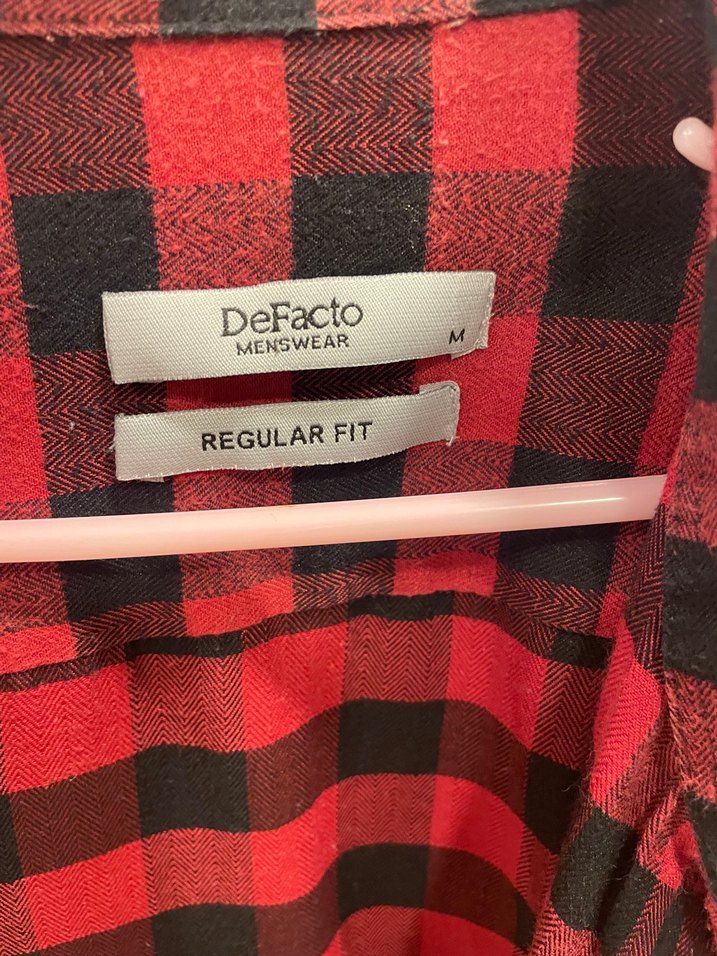 DeFacto
MENSWEAR
M
REGULAR FIT